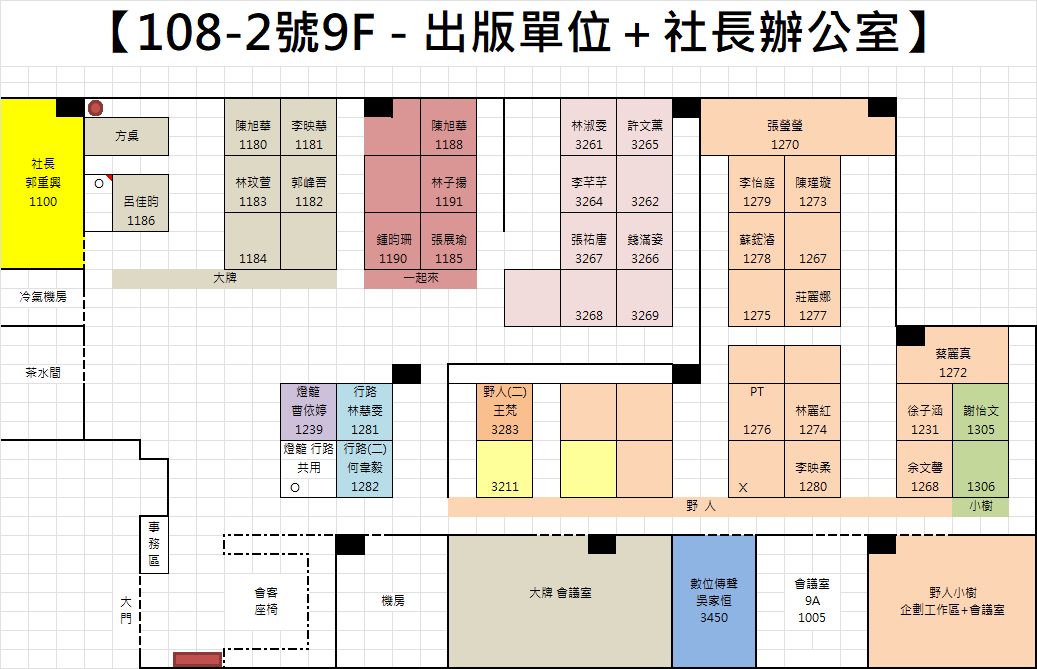 【108-2號9F - 出版單位 + 社長辦公室】
社長
郭重興
1100
方桌
O
呂佳昀
1186
陳旭華
1180
李映慧
1181
林玟萱
1183
郭峰吾
1182
1184
大牌
陳旭華
1188
林子揚
1191
鍾昀珊
1190
張展瑜
1185
一起來
林淑雯
3261
許文薰
3265
李芊芊
3264
3262
張祐唐
3267
錢滿姿
3266
3268
3269
張瑩瑩
1270
李怡庭
1279
陳瑾璇
1273
蘇鋐濬
1278
1267
1275
莊麗娜
1277
冷氣機房
茶水間
燈籠
曹依婷
1239
行路
林慧雯
1281
燈籠 行路
共用
O
行路(二)
何韋毅
1282
野人(二)
王梵
3283
3211
PT
1276
林麗紅
1274
X
李映柔
1280
蔡麗真
1272
徐子涵
1231
謝怡文
1305
余文馨
1268
1306
野 人
小樹
事
務
區
大
門
會客
座椅
機房
大牌 會議室
數位傳聲
吳家恒
3450
會議室
9A
1005
野人小樹
企劃工作區+會議室